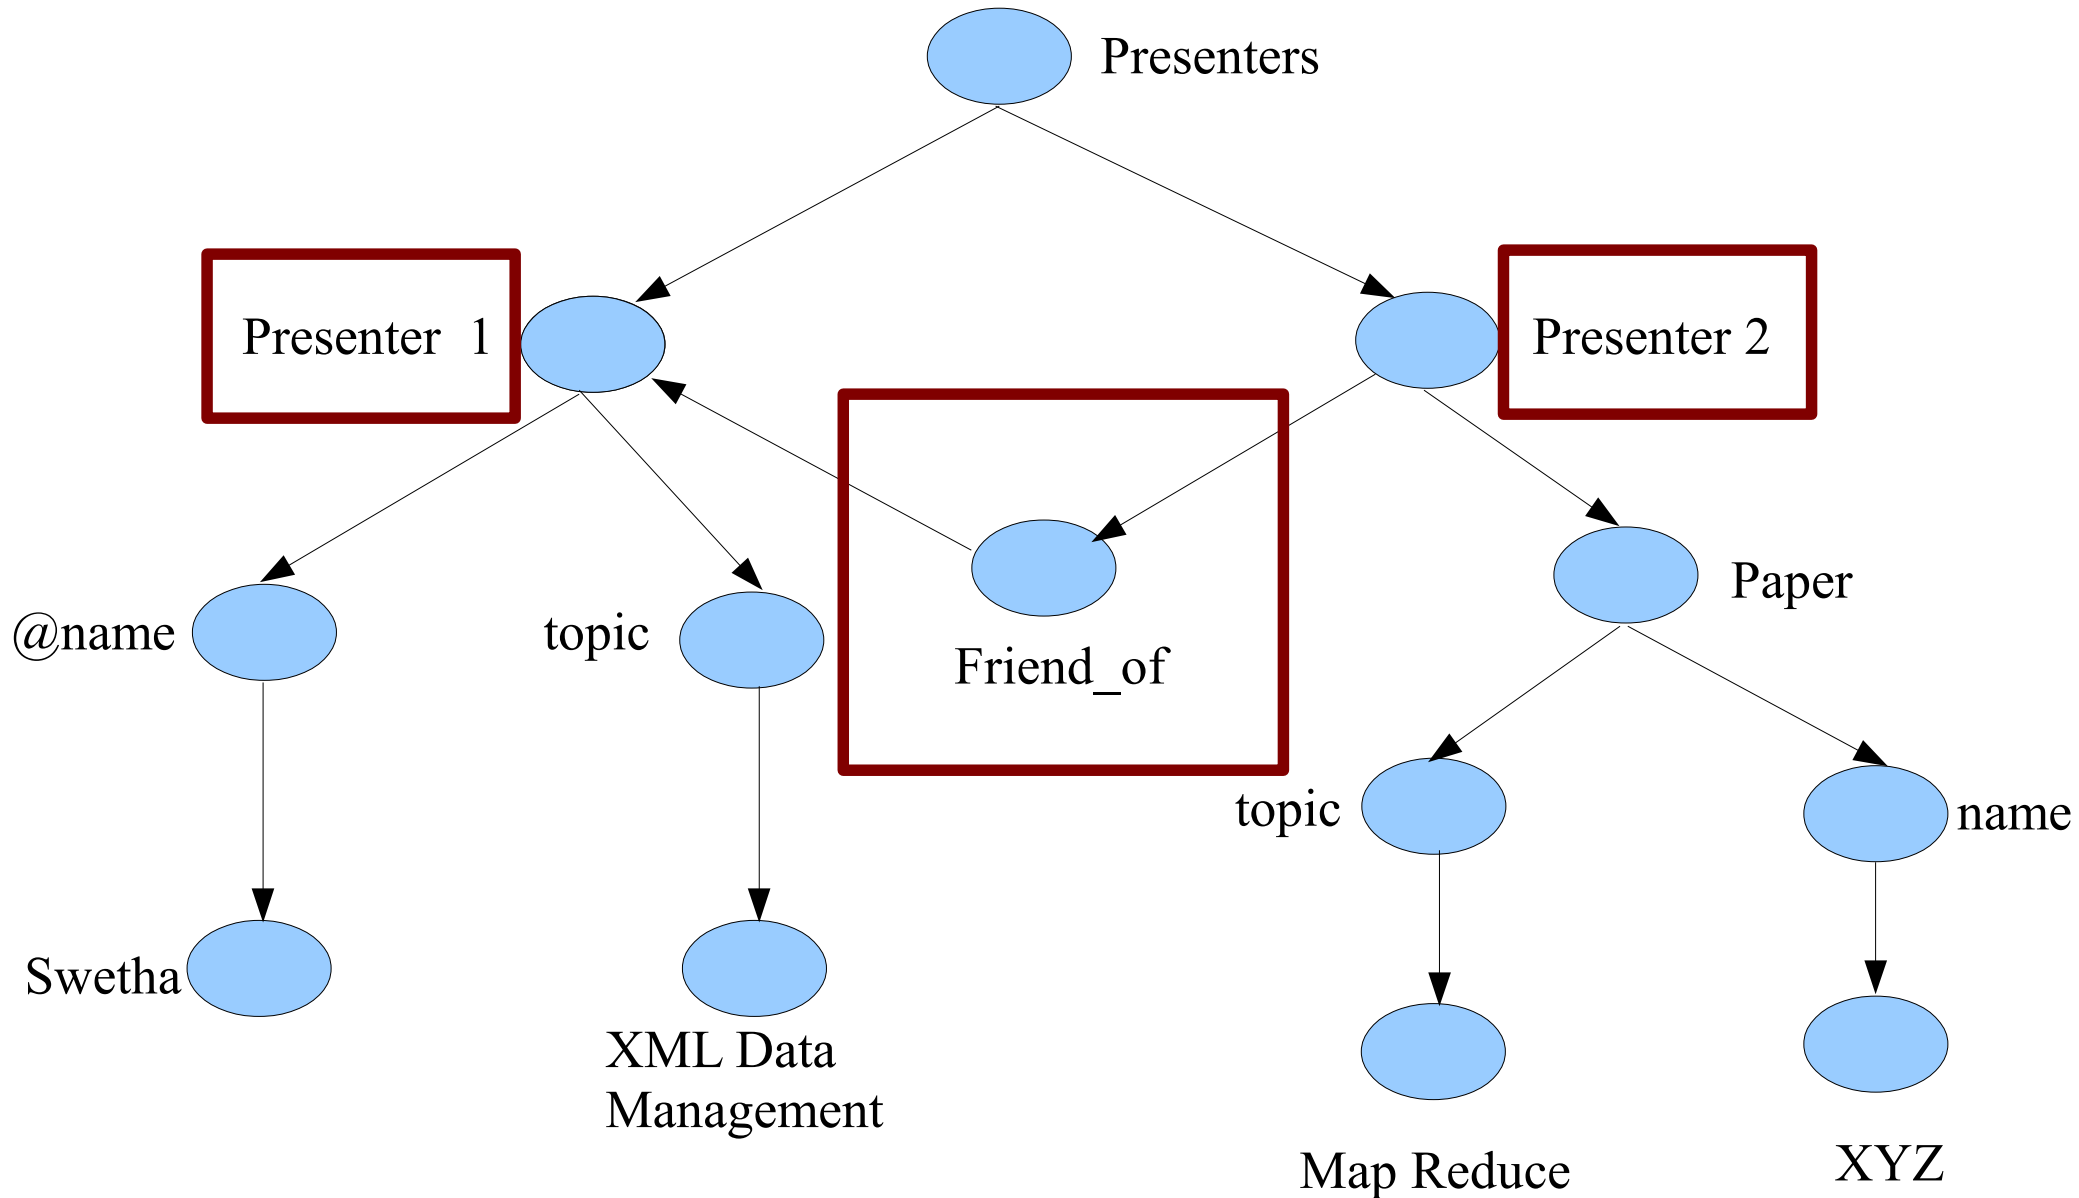 Presenters
Presenter 1
Presenter 2
Friend_of
Paper
@name
topic
topic
name
Swetha
XML Data
Management
Map Reduce
XYZ